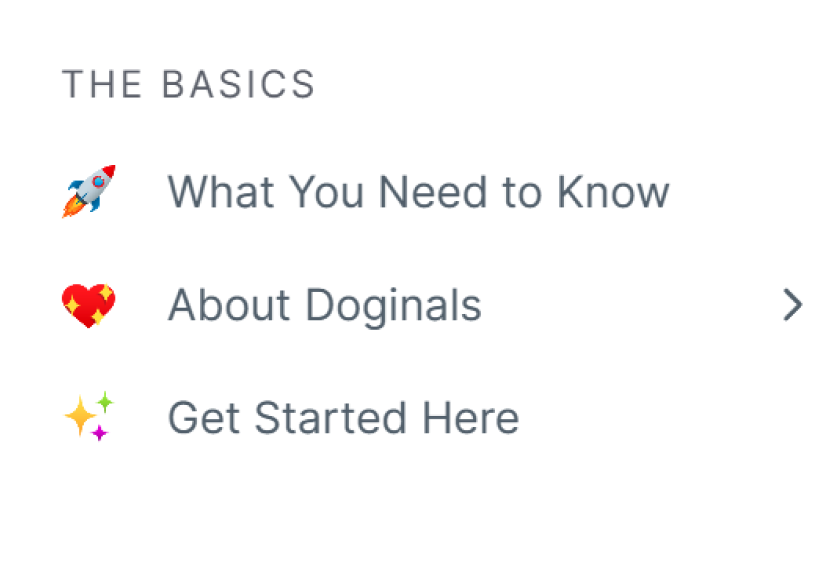 THE BASICS
What You Need to Know
About Doginals
Get Started Here